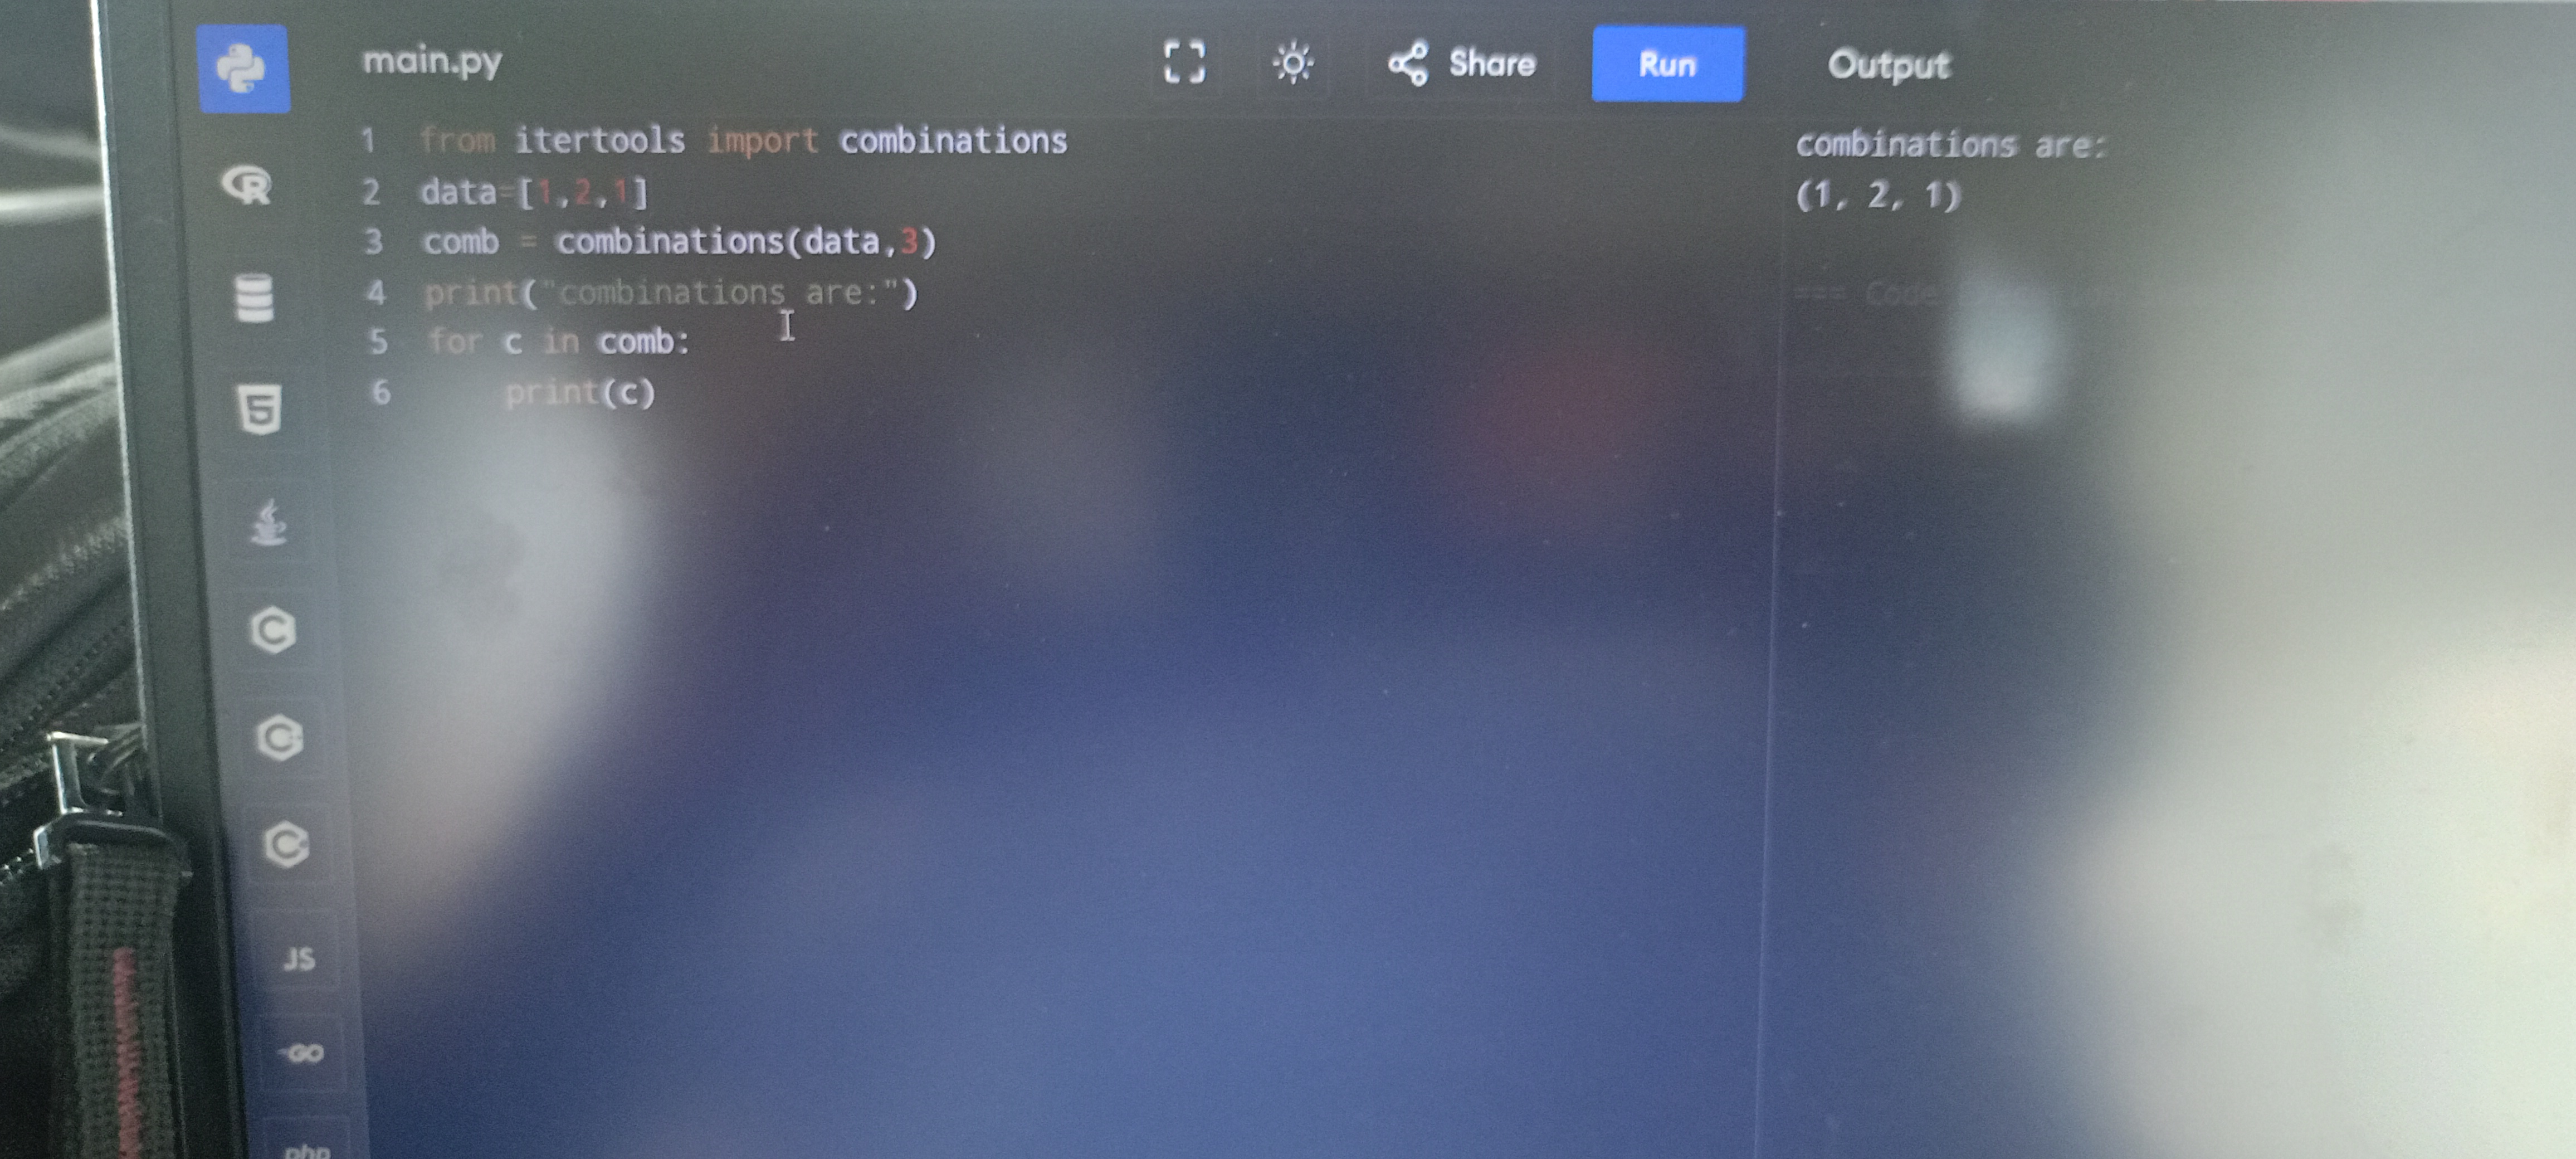 main.py
Share
Run
Output
1 from itertools import combinations
2 data=[1,2,1]
3 comb = combinations(data,3)
4 print("combinations are:")
5 for c in comb:
6 print(c)
combinations are:
(1, 2, 1)
=== Code
R
5
C
C
C
JS
GO
php